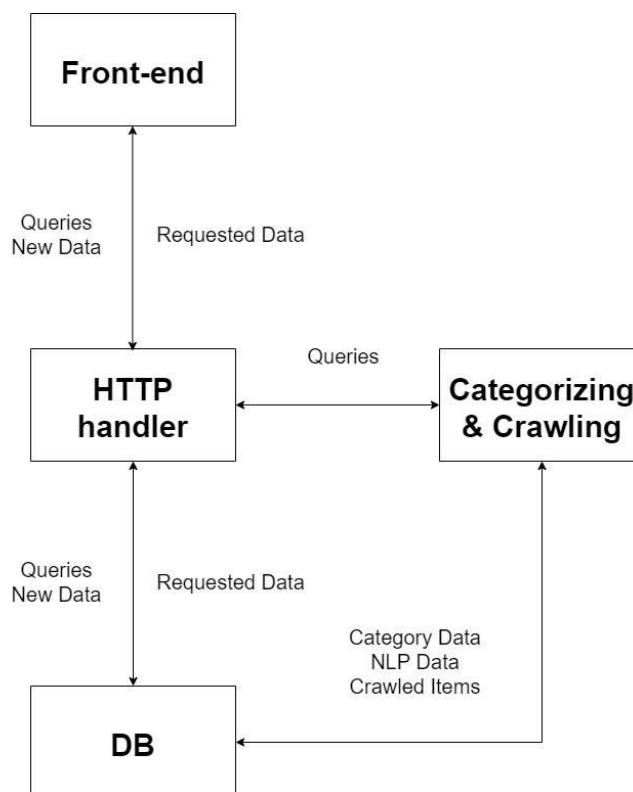 Front-end
Queries
New Data
Requested Data
HTTP
handler
Queries
Categorizing
& Crawling
Queries
New Data
Requested Data
Category Data
NLP Data
Crawled Items
DB